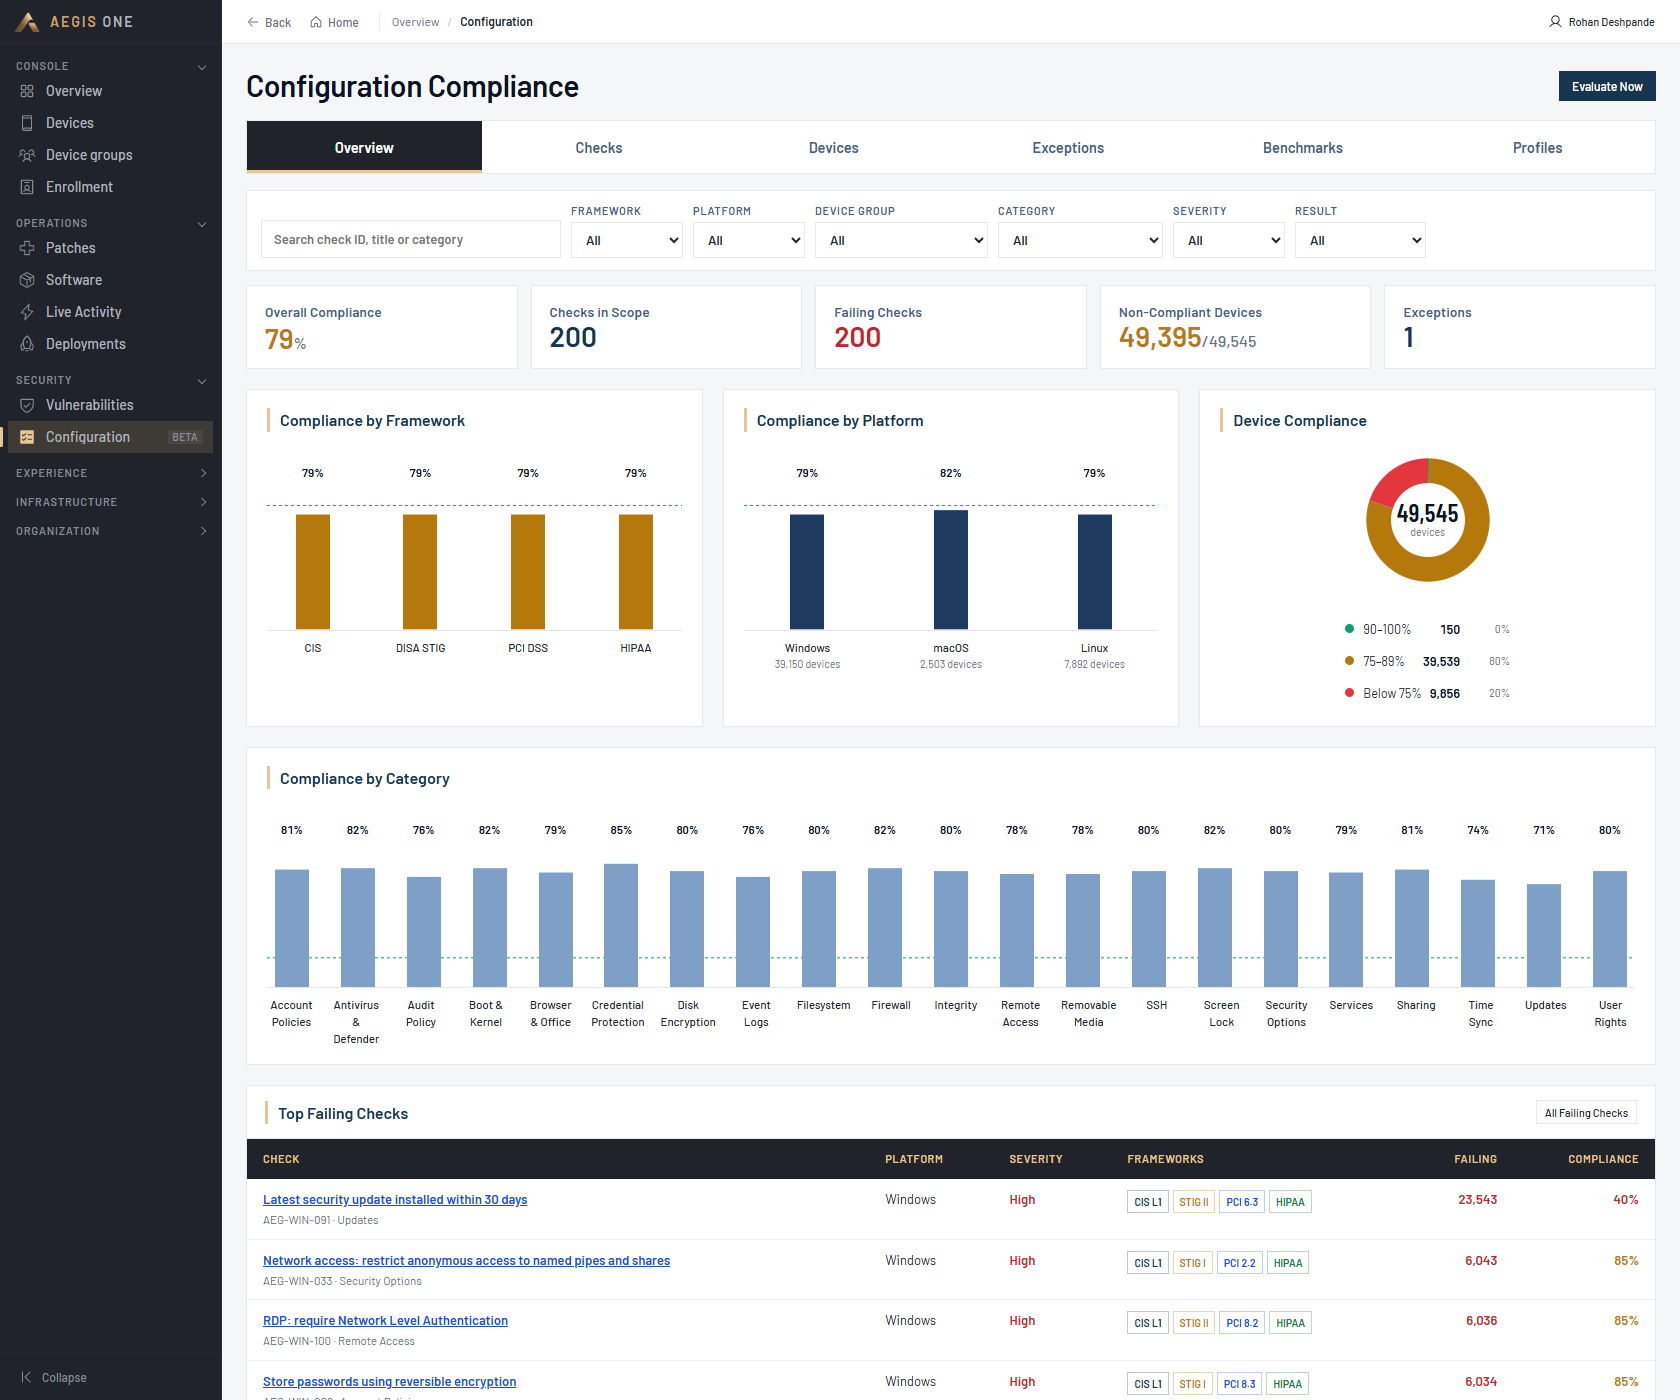 AEGIS ONE
Back
Home
Overview / Configuration
Rohan Deshpande
CONSOLE
Overview
Devices
Device groups
Enrollment
OPERATIONS
Patches
Software
Live Activity
Deployments
SECURITY
Vulnerabilities
Configuration BETA
EXPERIENCE
INFRASTRUCTURE
ORGANIZATION
Collapse
Configuration Compliance
Evaluate Now
Overview Checks Devices Exceptions Benchmarks Profiles
FRAMEWORK PLATFORM DEVICE GROUP CATEGORY SEVERITY RESULT
Search check ID, title or category All All All All All All
Overall Compliance
79%
Checks in Scope
200
Failing Checks
200
Non-Compliant Devices
49,395/49,545
Exceptions
1
Compliance by Framework
79% 79% 79% 79%
CIS DISA STIG PCI DSS HIPAA
Compliance by Platform
79% 82% 79%
Windows macOS Linux
39,150 devices 2,503 devices 7,892 devices
Device Compliance
49,545
devices
90–100% 150 0%
75–89% 39,539 80%
Below 75% 9,856 20%
Compliance by Category
81% 82% 76% 82% 79% 85% 80% 76% 80% 82% 80% 78% 78% 80% 82% 80% 79% 81% 74% 71% 80%
Account Antivirus Audit Boot & Browser Credential Disk Event Filesystem Firewall Integrity Remote Removable SSH Screen Security Services Sharing Time Updates User
Policies & Policy Kernel & Office Protection Encryption Logs Access Media Lock Options Sync Rights
Defender
Top Failing Checks
All Failing Checks
CHECK PLATFORM SEVERITY FRAMEWORKS FAILING COMPLIANCE
Latest security update installed within 30 days Windows High CIS L1 STIG II PCI 6.3 HIPAA 23,543 40%
AEG-WIN-091 · Updates
Network access: restrict anonymous access to named pipes and shares Windows High CIS L1 STIG I PCI 2.2 HIPAA 6,043 85%
AEG-WIN-033 · Security Options
RDP: require Network Level Authentication Windows High CIS L1 STIG II PCI 8.2 HIPAA 6,036 85%
AEG-WIN-100 · Remote Access
Store passwords using reversible encryption Windows High CIS L1 STIG I PCI 8.3 HIPAA 6,034 85%